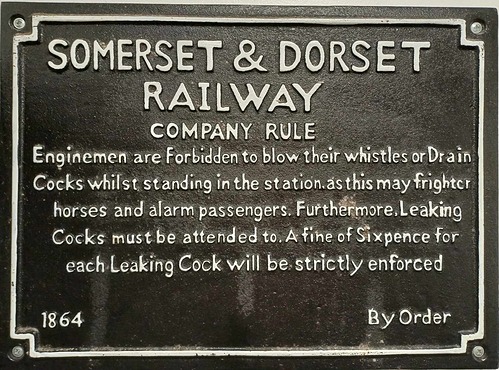 SOMERSET & DORSET
RAILWAY
COMPANY RULE
Enginemen are Forbidden to blow their whistles or Drain
Cocks whilst standing in the station.as this may frighter
horses and alarm passengers. Furthermore.Leaking
Cocks must be attended to. A fine of Sixpence for
each Leaking Cock will be strictly enforced
1864 By Order